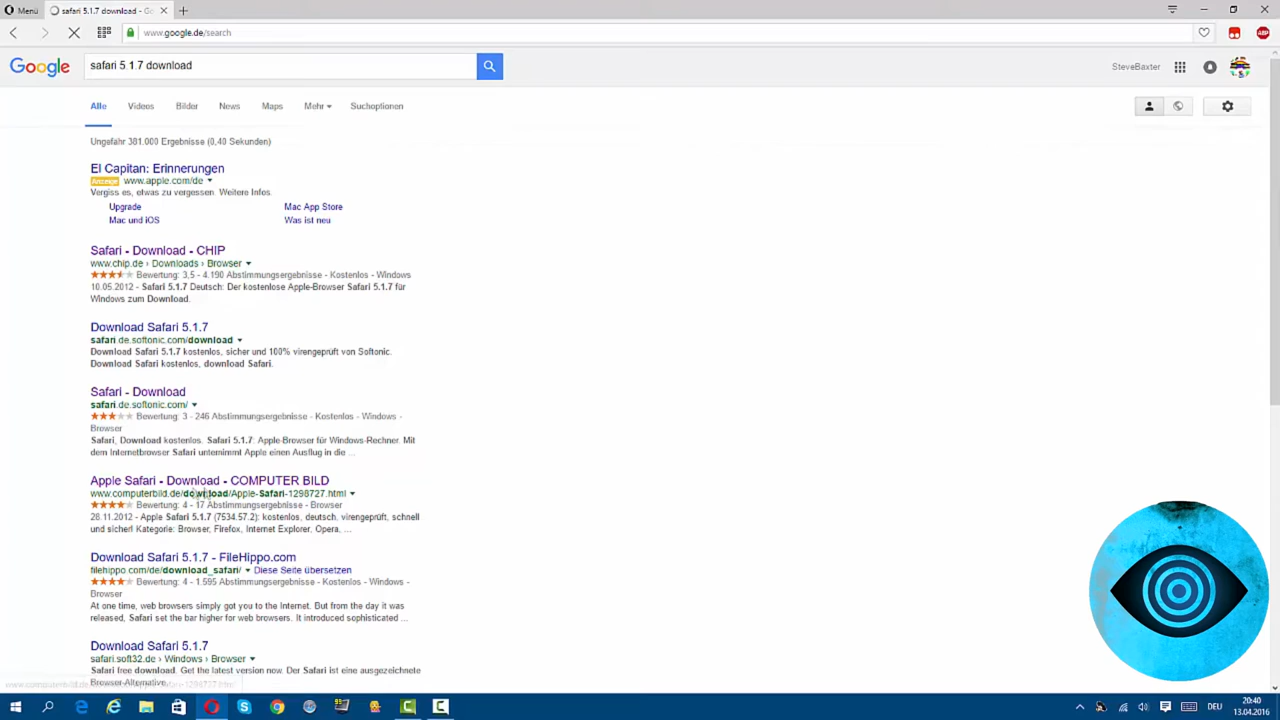 Menü safari 5.1.7 download - Go
www.google.de/search
ABP
Google safari 5.1.7 download SteveBaxter
Alle Videos Bilder News Maps Mehr Suchoptionen
Ungefähr 381.000 Ergebnisse (0,40 Sekunden)
El Capitan: Erinnerungen
Anzeige www.apple.com/de
Vergiss es, etwas zu vergessen. Weitere Infos.
Upgrade Mac App Store
Mac und iOS Was ist neu
Safari - Download - CHIP
www.chip.de › Downloads › Browser
Bewertung: 3,5 - 4.190 Abstimmungsergebnisse - Kostenlos - Windows
10.05.2012 - Safari 5.1.7 Deutsch: Der kostenlose Apple-Browser Safari 5.1.7 für
Windows zum Download.
Download Safari 5.1.7
safari.de.softonic.com/download
Download Safari 5.1.7 kostenlos, sicher und 100% virengeprüft von Softonic.
Download Safari kostenlos, download Safari.
Safari - Download
safari.de.softonic.com/
Bewertung: 3 - 246 Abstimmungsergebnisse - Kostenlos - Windows -
Browser
Safari, Download kostenlos. Safari 5.1.7: Apple-Browser für Windows-Rechner. Mit
dem Internetbrowser Safari unternimmt Apple einen Ausflug in die ...
Apple Safari - Download - COMPUTER BILD
www.computerbild.de/download/Apple-Safari-1298727.html
Bewertung: 4 - 17 Abstimmungsergebnisse - Browser
28.11.2012 - Apple Safari 5.1.7 (7534.57.2): kostenlos, deutsch, virengeprüft, schnell
und sicher! Kategorie: Browser, Firefox, Internet Explorer, Opera, ...
Download Safari 5.1.7 - FileHippo.com
filehippo.com/de/download_safari/ Diese Seite übersetzen
Bewertung: 4 - 1.595 Abstimmungsergebnisse - Kostenlos - Windows -
Browser
At one time, web browsers simply got you to the Internet. But from the day it was
released, Safari set the bar higher for web browsers. It introduced sophisticated ...
Download Safari 5.1.7
safari.soft32.de › Windows › Browser
Safari free download. Get the latest version now. Der Safari ist eine ausgezeichnete
Browser-Alternative.
DEU
20:40
13.04.2016